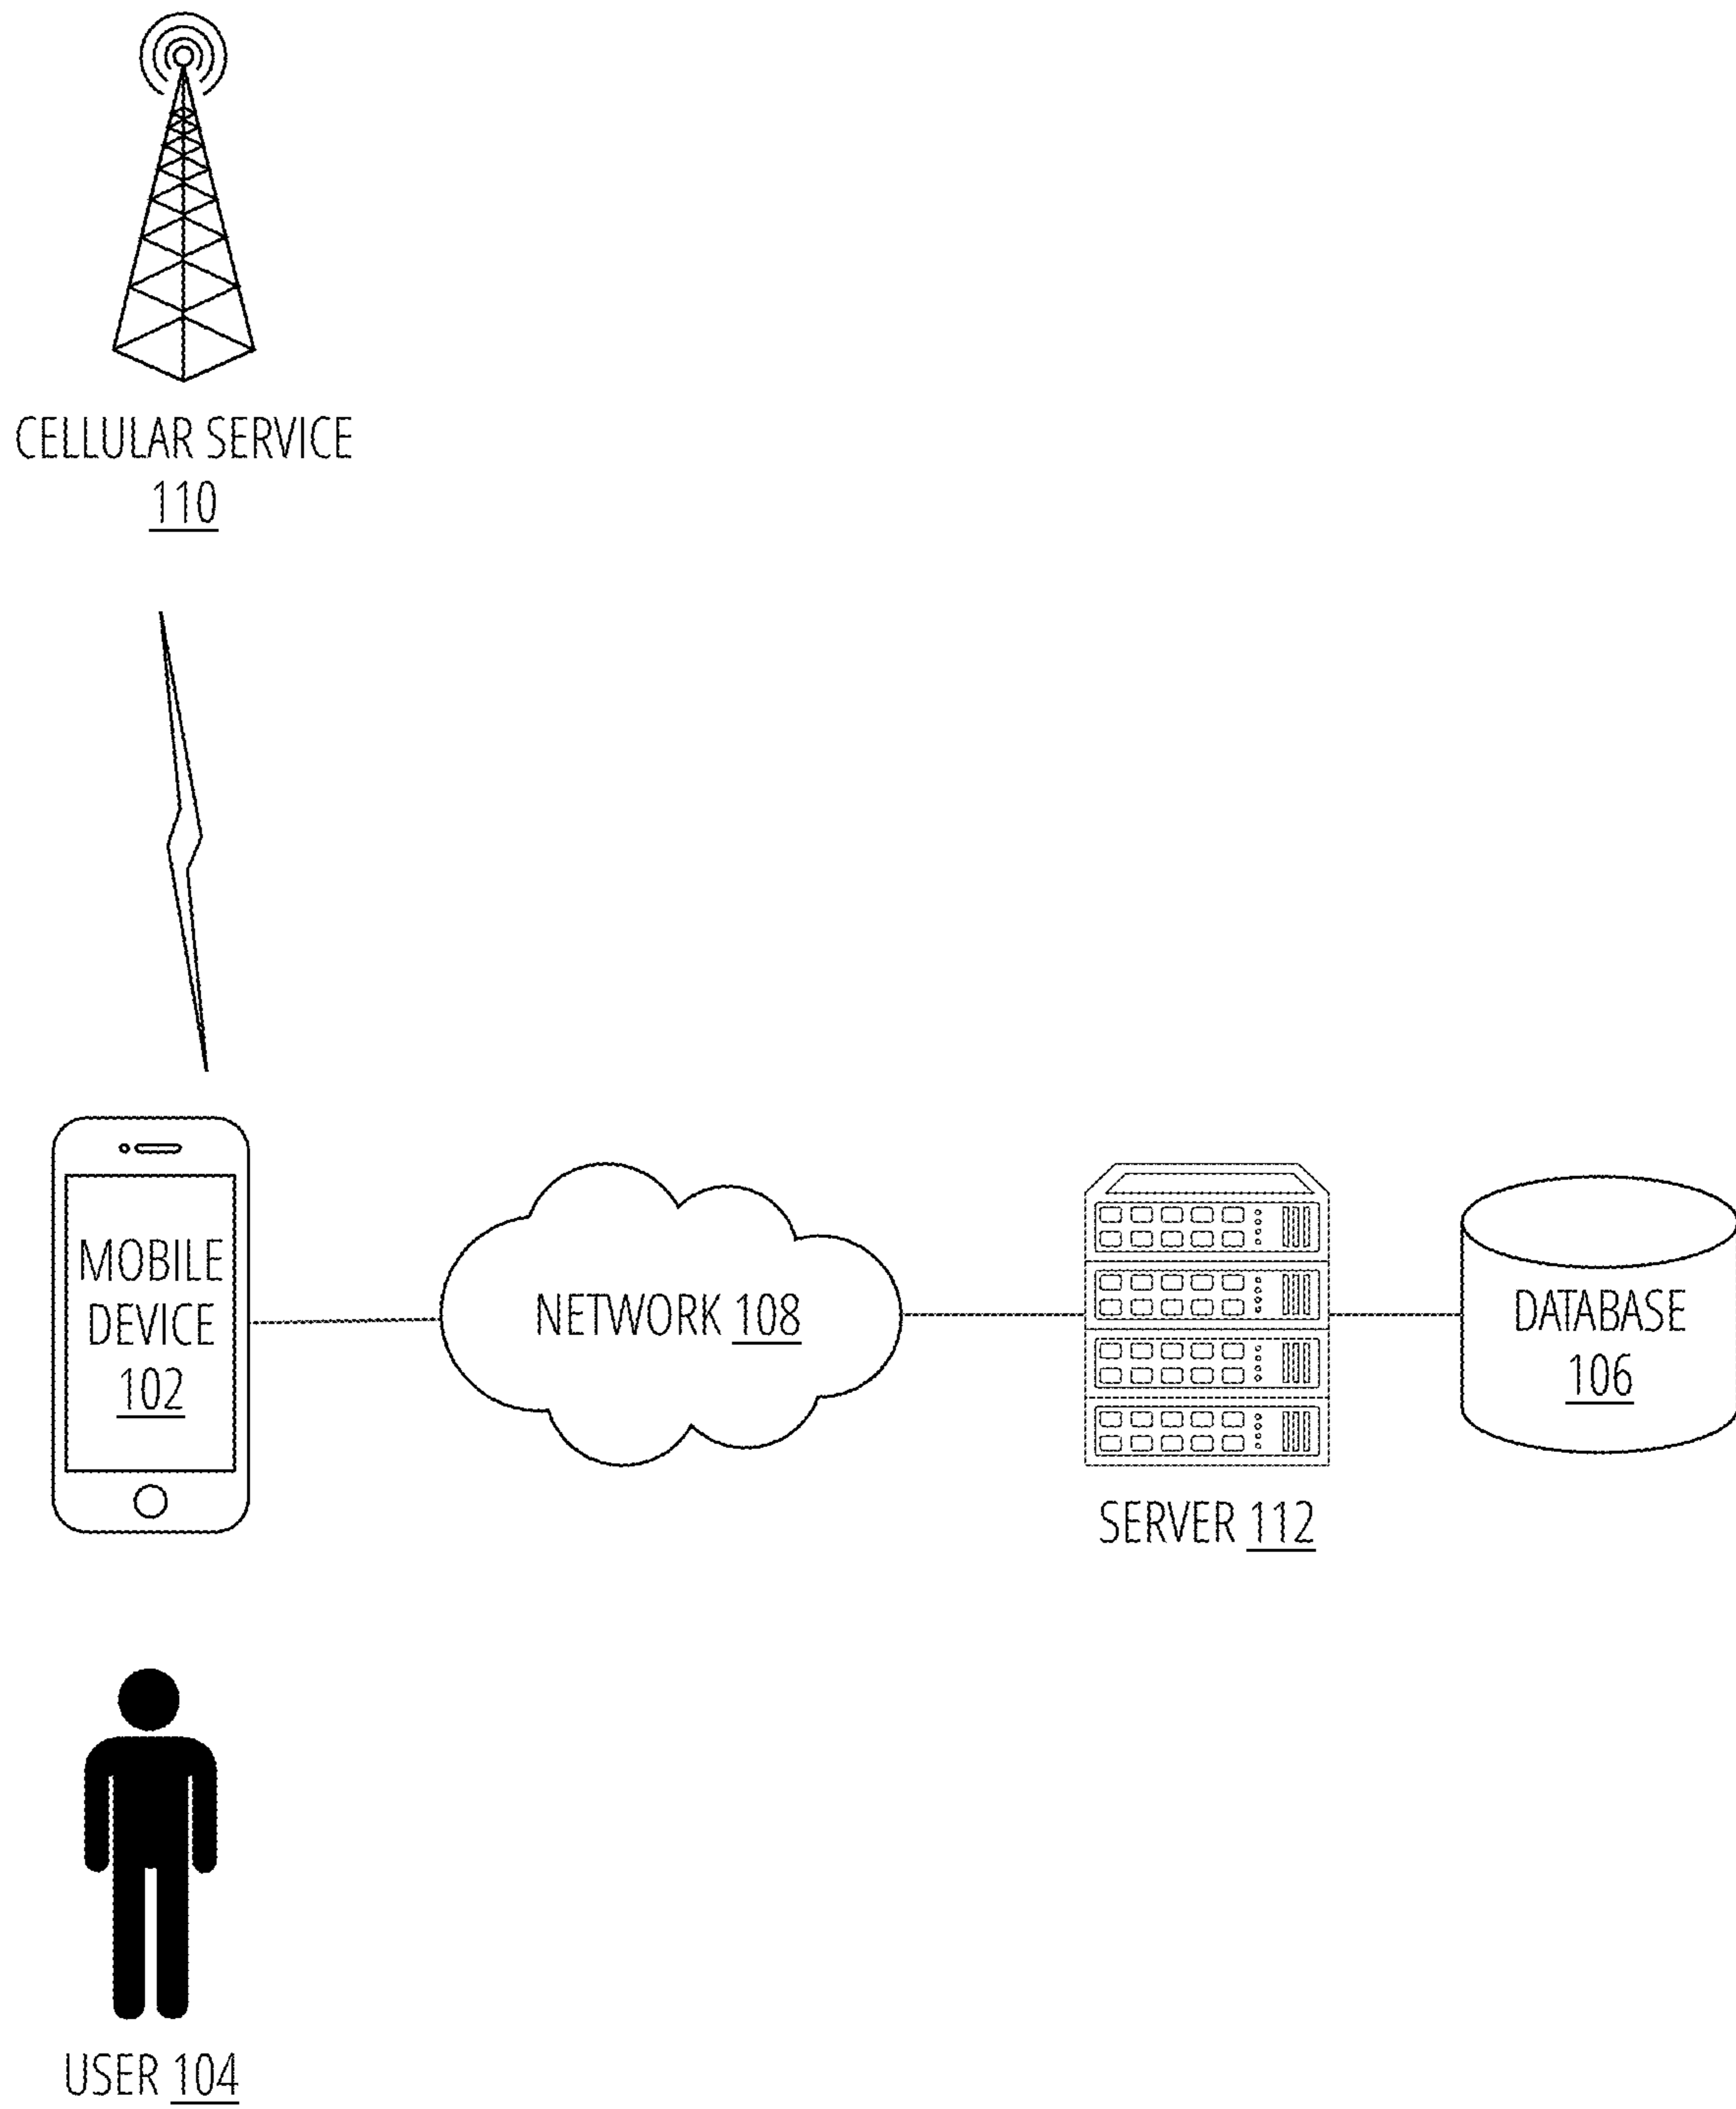 CELLULAR SERVICE
110
MOBILE
DEVICE
102
NETWORK 108
SERVER 112
DATABASE
106
USER 104